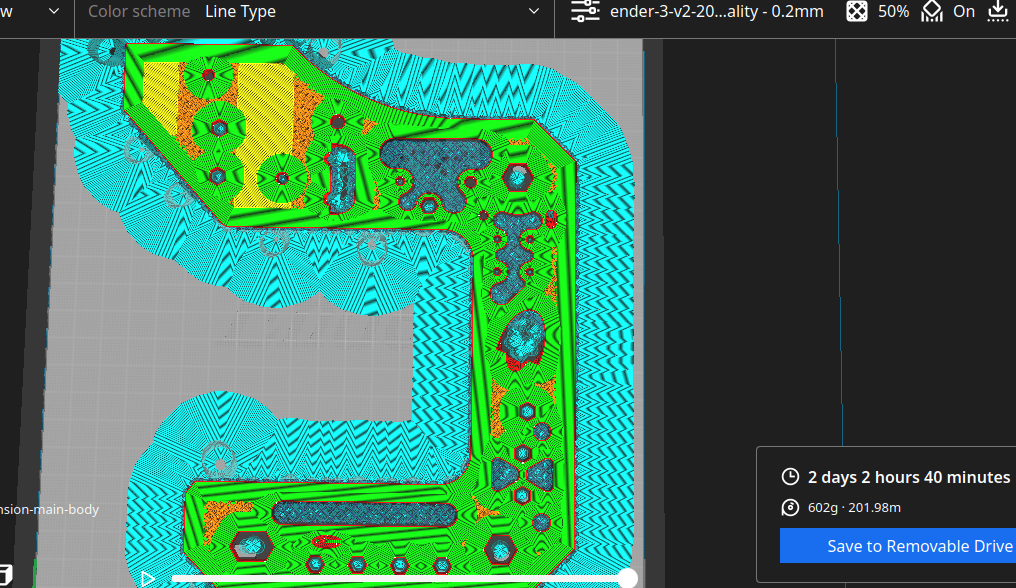 w
Color scheme Line Type
ender-3-v2-20...ality - 0.2mm
50%
On
nsion-main-body
2 days 2 hours 40 minutes
602g · 201.98m
Save to Removable Drive